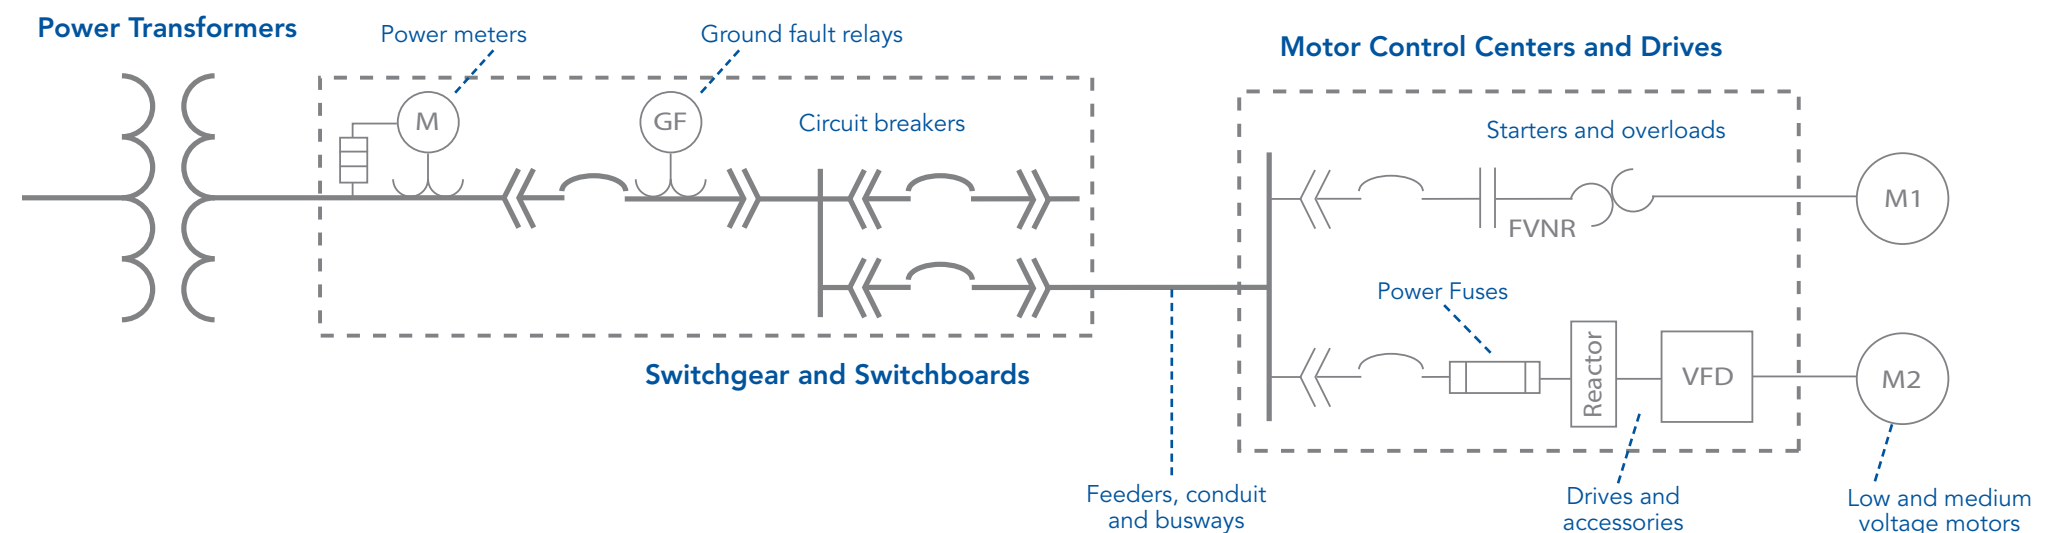 Power Transformers
Power meters
Ground fault relays
Motor Control Centers and Drives
M
GF
Circuit breakers
Starters and overloads
FVNR
M1
Power Fuses
Switchgear and Switchboards
Reactor
VFD
M2
Feeders, conduit
and busways
Drives and
accessories
Low and medium
voltage motors